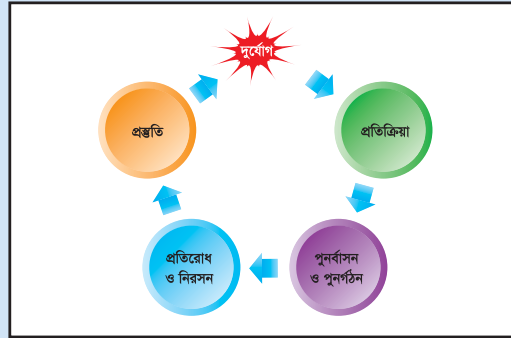 দুর্যোগ
প্রতিক্রিয়া
পুনর্বাসন
ও পুনর্গঠন
প্রতিরোধ
ও নিরসন
প্রস্তুতি